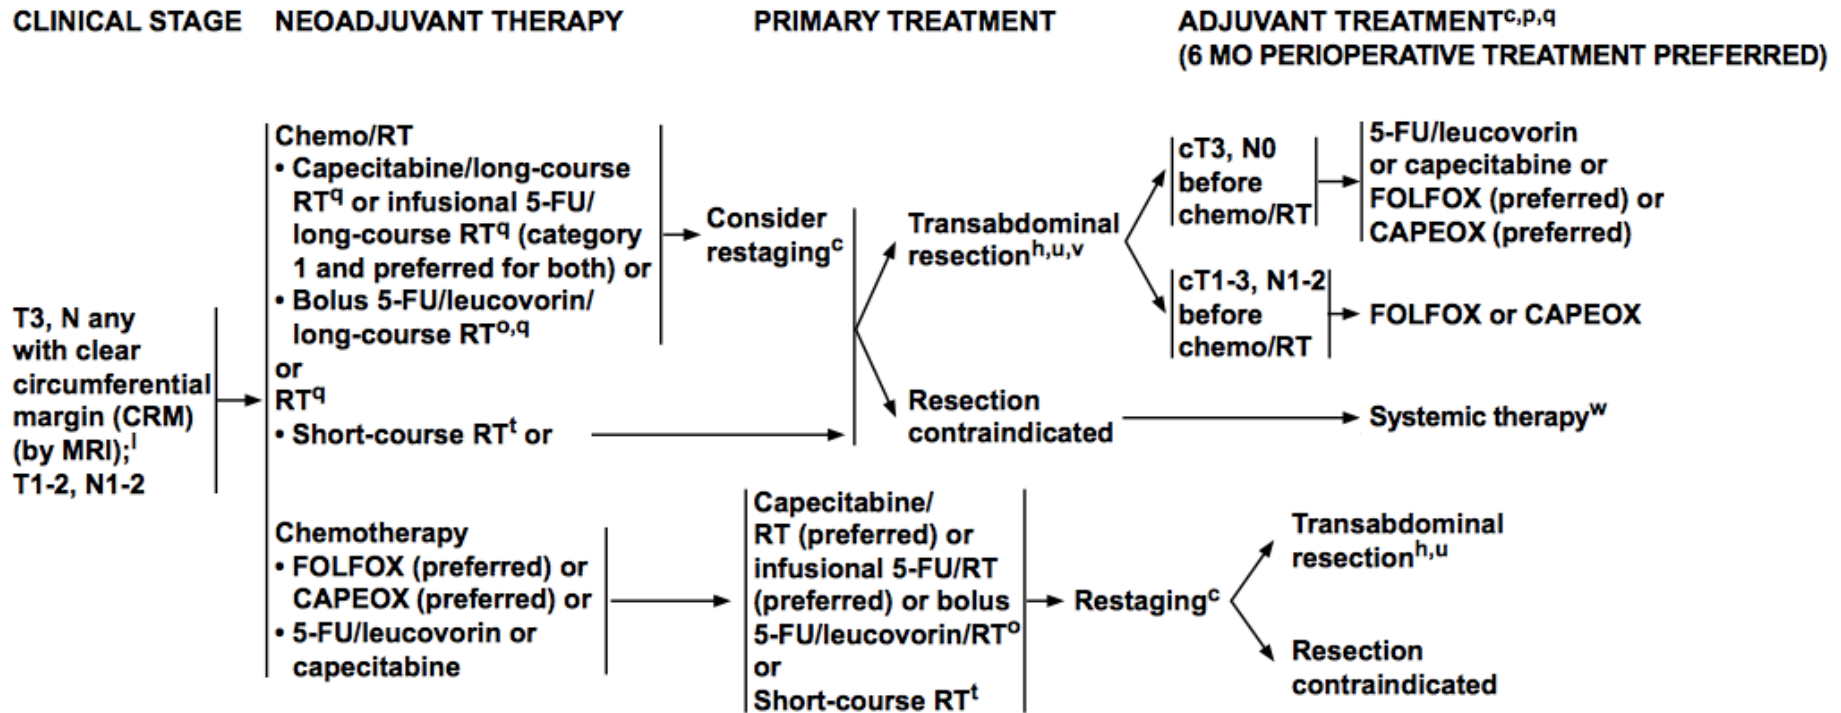 CLINICAL STAGE
NEOADJUVANT THERAPY
PRIMARY TREATMENT
ADJUVANT TREATMENTc,p,q
(6 MO PERIOPERATIVE TREATMENT PREFERRED)
T3, N any
with clear
circumferential
margin (CRM)
(by MRI);l
T1-2, N1-2
Chemo/RT
• Capecitabine/long-course
RTq or infusional 5-FU/
long-course RTq (category
1 and preferred for both) or
• Bolus 5-FU/leucovorin/
long-course RTo,q
or
RTq
• Short-course RTt or
Consider
restagingc
Transabdominal
resectionh,u,v
cT3, N0
before
chemo/RT
5-FU/leucovorin
or capecitabine or
FOLFOX (preferred) or
CAPEOX (preferred)
cT1-3, N1-2
before
chemo/RT
FOLFOX or CAPEOX
Resection
contraindicated
Systemic therapyw
Chemotherapy
• FOLFOX (preferred) or
CAPEOX (preferred) or
• 5-FU/leucovorin or
capecitabine
Capecitabine/
RT (preferred) or
infusional 5-FU/RT
(preferred) or bolus
5-FU/leucovorin/RTo
or
Short-course RTt
Restagingc
Transabdominal
resectionh,u
Resection
contraindicated